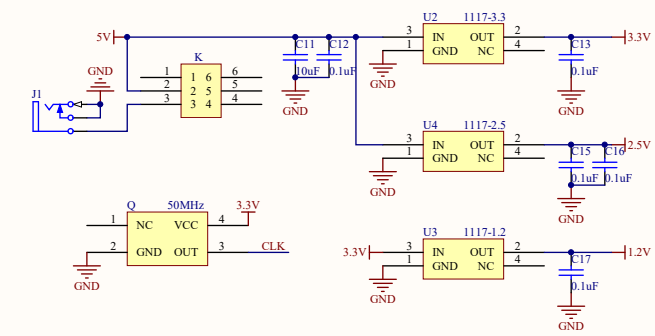 U2 1117-3.3
5V
3 IN OUT 2
3.3V
1 GND NC 4
C11
C12
C13
10uF
0.1uF
0.1uF
GND
GND
GND
GND
K
1 1 6 6
2 2 5 5
3 3 4 4
J1
U4 1117-2.5
3 IN OUT 2
2.5V
1 GND NC 4
C15
C16
0.1uF
0.1uF
GND
GND
Q 50MHz
3.3V
1 NC VCC 4
2 GND OUT 3
CLK
GND
U3 1117-1.2
3.3V
3 IN OUT 2
1.2V
1 GND NC 4
C17
0.1uF
GND
GND